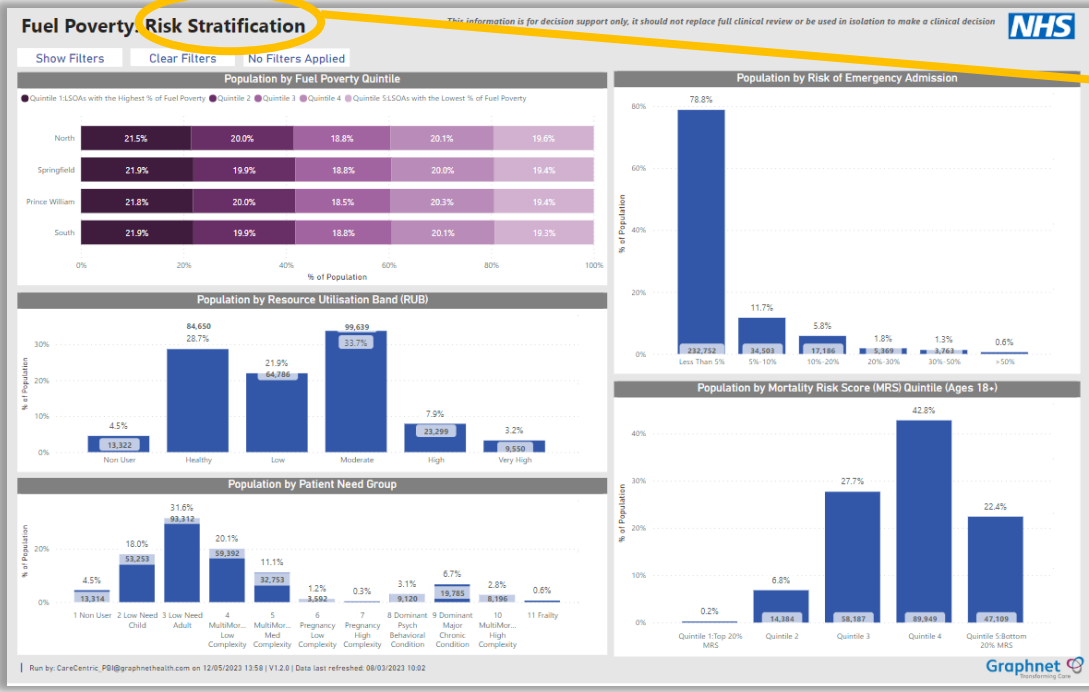 Fuel Poverty: Risk Stratification
This information is for decision support only, it should not replace full clinical review or be used in isolation to make a clinical decision
NHS
Show Filters Clear Filters No Filters Applied
Population by Fuel Poverty Quintile
Quintile 1:LSOAs with the Highest % of Fuel Poverty Quintile 2 Quintile 3 Quintile 4 Quintile 5:LSOAs with the Lowest % of Fuel Poverty
North 21.5% 20.0% 18.8% 20.1% 19.6%
Springfield 21.9% 19.9% 18.8% 20.0% 19.4%
Prince William 21.8% 20.0% 18.5% 20.3% 19.4%
South 21.9% 19.9% 18.8% 20.1% 19.3%
0% 20% 40% 60% 80% 100%
% of Population
Population by Resource Utilisation Band (RUB)
% of Population
30%
20%
10%
0%
4.5% 28.7% 21.9% 33.7% 7.9% 3.2%
13,322 84,650 64,786 99,639 23,299 9,550
Non User Healthy Low Moderate High Very High
Population by Patient Need Group
% of Population
20%
0%
4.5% 18.0% 31.6% 20.1% 11.1% 1.2% 0.3% 3.1% 6.7% 2.8% 0.6%
13,314 53,253 93,312 59,392 32,753 3,592 9,120 19,785 8,196
1 Non User 2 Low Need 3 Low Need 4 5 6 7 8 Dominant 9 Dominant 10 11 Frailty
Child Adult MultiMor... MultiMor... Pregnancy Pregnancy Psych Major MultiMor...
Low Med Low High Behavioral Chronic High
Complexity Complexity Complexity Complexity Condition Condition Complexity
Population by Risk of Emergency Admission
% of Population
80%
60%
40%
20%
0%
78.8% 11.7% 5.8% 1.8% 1.3% 0.6%
232,752 34,503 17,186 5,369 3,763
Less Than 5% 5%-10% 10%-20% 20%-30% 30%-50% >50%
Population by Mortality Risk Score (MRS) Quintile (Ages 18+)
% of Population
40%
30%
20%
10%
0%
0.2% 6.8% 27.7% 42.8% 22.4%
14,384 58,187 89,949 47,109
Quintile 1:Top 20% Quintile 2 Quintile 3 Quintile 4 Quintile 5:Bottom
MRS 20% MRS
Run by: CareCentric_PBI@graphnethealth.com on 12/05/2023 13:58 | V1.2.0 | Data last refreshed: 08/03/2023 10:02
Graphnet
Transforming Care